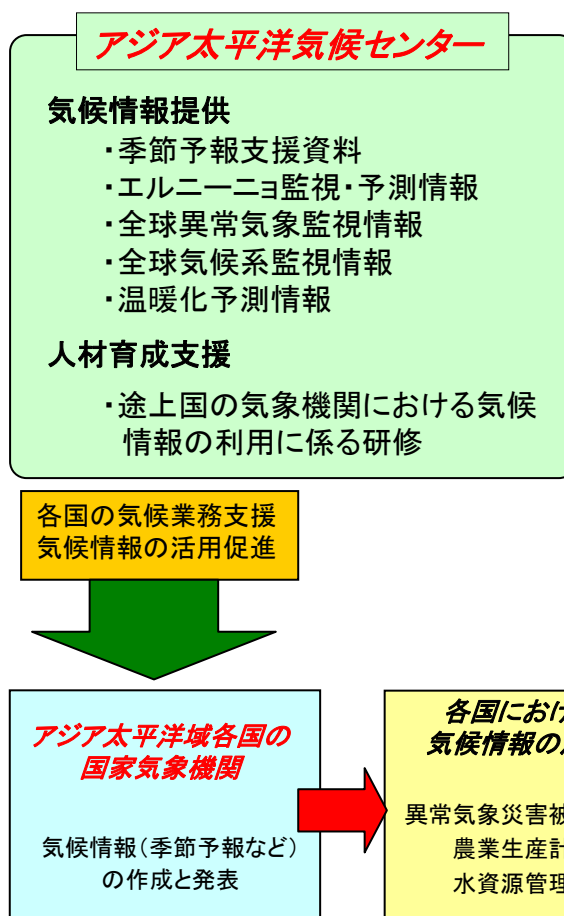 アジア太平洋気候センター
気候情報提供
・季節予報支援資料
・エルニーニョ監視・予測情報
・全球異常気象監視情報
・全球気候系監視情報
・温暖化予測情報
人材育成支援
・途上国の気象機関における気候
情報の利用に係る研修
各国の気候業務支援
気候情報の活用促進
アジア太平洋域各国の
国家気象機関
気候情報（季節予報など）
の作成と発表
各国におけ
気候情報の
異常気象災害被
農業生産計
水資源管理